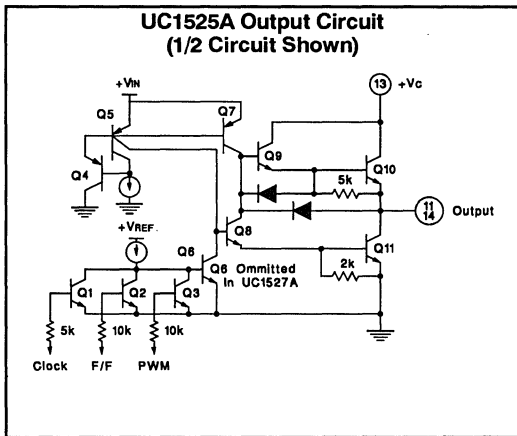 UC1525A Output Circuit
(1/2 Circuit Shown)
+VIN
13
+VC
Q5
Q7
Q4
Q9
Q10
5k
11
14
Output
+VREF
Q8
Q6
Q6 Ommitted
In UC1527A
Q11
2k
Q1
Q2
Q3
5k
10k
10k
Clock
F/F
PWM